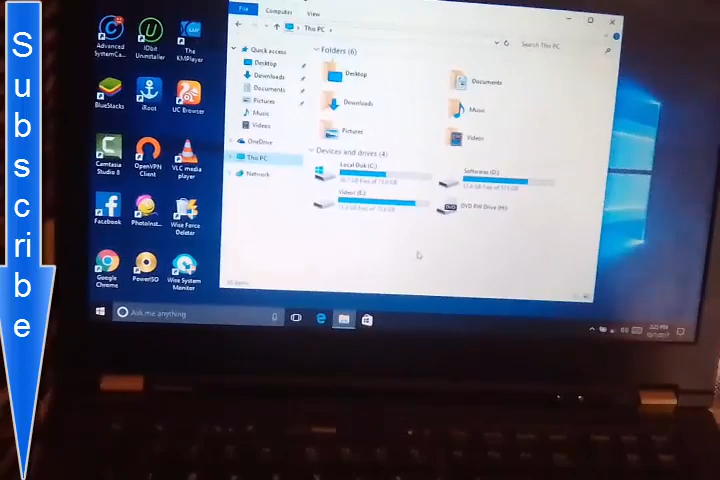 Subscribe
File
Computer
View
This PC
Search This PC
Quick access
Desktop
Downloads
Documents
Pictures
Music
Videos
OneDrive
This PC
Network
Folders (6)
Desktop
Documents
Downloads
Music
Pictures
Videos
Devices and drives (4)
Local Disk (C:)
Softwares (D:)
DVD RW Drive (H:)
DVD
Advanced
SystemCa...
IObit
Uninstaller
The
KMPlayer
BlueStacks
iRoot
UC Browser
Camtasia
Studio 8
OpenVPN
Client
VLC media
player
Facebook
PhotoInst...
Wise Force
Deleter
Google
Chrome
PowerISO
Wise System
Monitor
Ask me anything